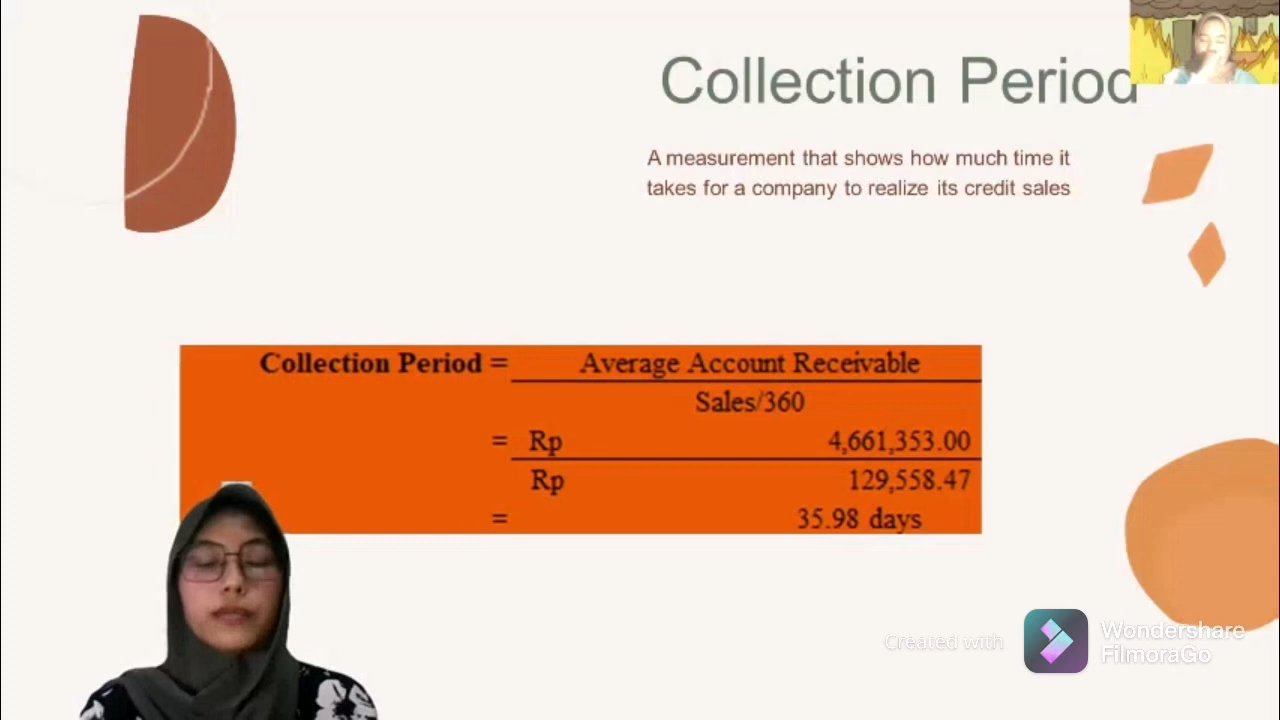 Collection Period
A measurement that shows how much time it
takes for a company to realize its credit sales
Collection Period = Average Account Receivable
Sales/360
= Rp 4,661,353.00
Rp 129,558.47
= 35.98 days
Created with
Wondershare
FilmoraGo